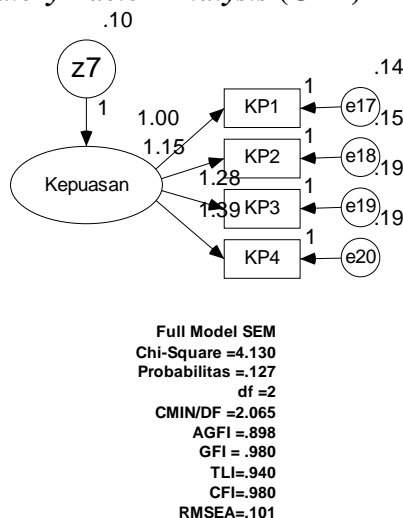 .10
z7
1
1.00
1.15
1.28
1.39
KP1
1
e17
.14
KP2
1
e18
.15
KP3
1
e19
.19
KP4
1
e20
.19
Kepuasan
Full Model SEM
Chi-Square =4.130
Probabilitas =.127
df =2
CMIN/DF =2.065
AGFI =.898
GFI = .980
TLI=.940
CFI=.980
RMSEA=.101